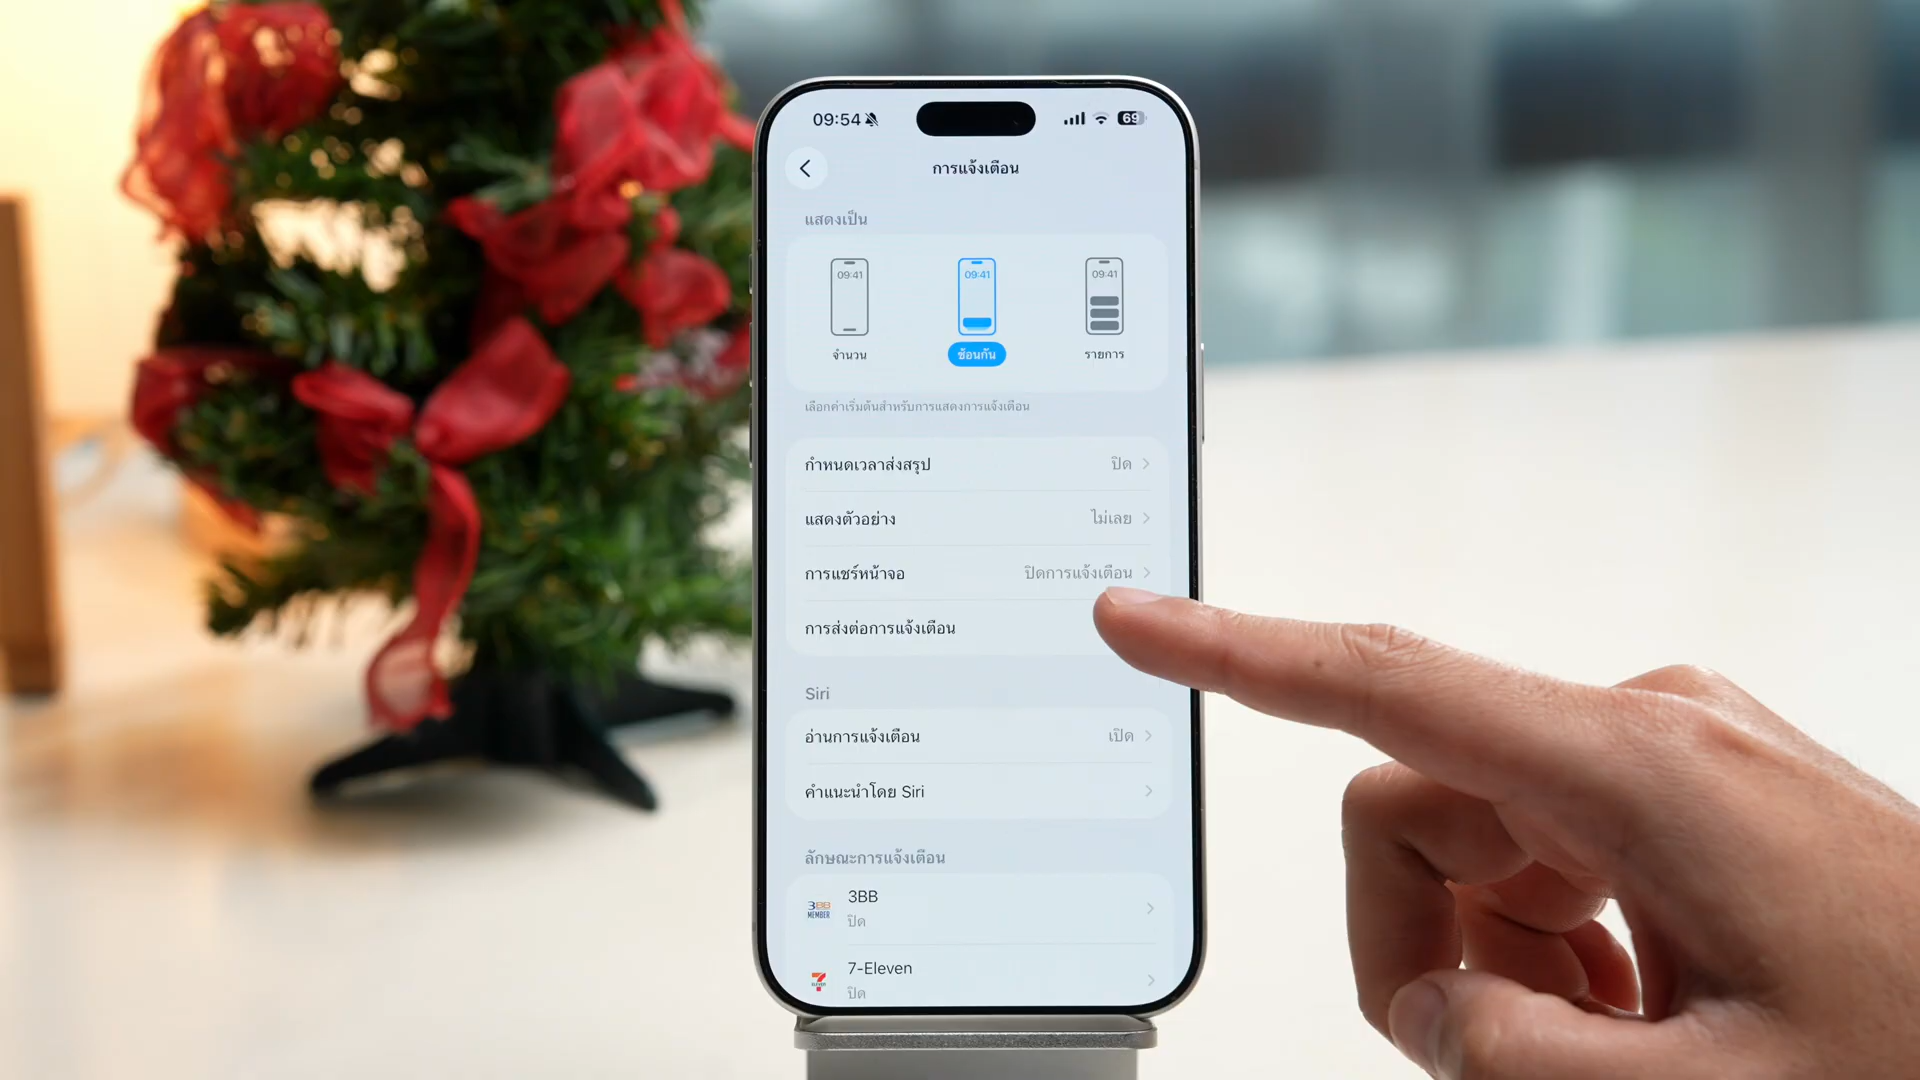 09:54
69
การแจ้งเตือน
แสดงเป็น
09:41
09:41
09:41
จำนวน
ซ้อนกัน
รายการ
เลือกค่าเริ่มต้นสำหรับการแสดงการแจ้งเตือน
กำหนดเวลาส่งสรุป ปิด
แสดงตัวอย่าง ไม่เลย
การแชร์หน้าจอ ปิดการแจ้งเตือน
การส่งต่อการแจ้งเตือน
Siri
อ่านการแจ้งเตือน เปิด
คำแนะนำโดย Siri
ลักษณะการแจ้งเตือน
3BB
3BB
MEMBER
ปิด
7-Eleven
ELEVEN
ปิด